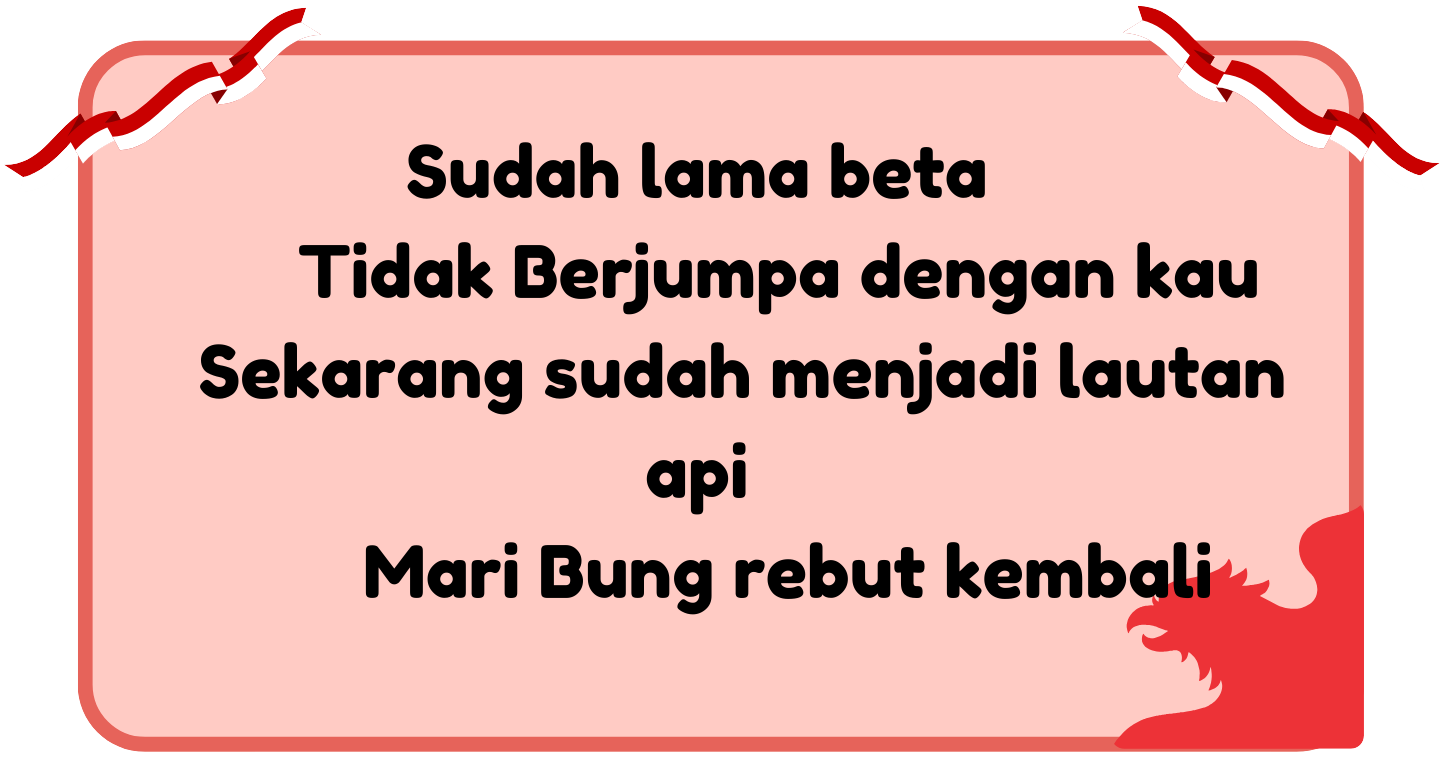 Sudah lama beta
Tidak Berjumpa dengan kau
Sekarang sudah menjadi lautan
api
Mari Bung rebut kembali